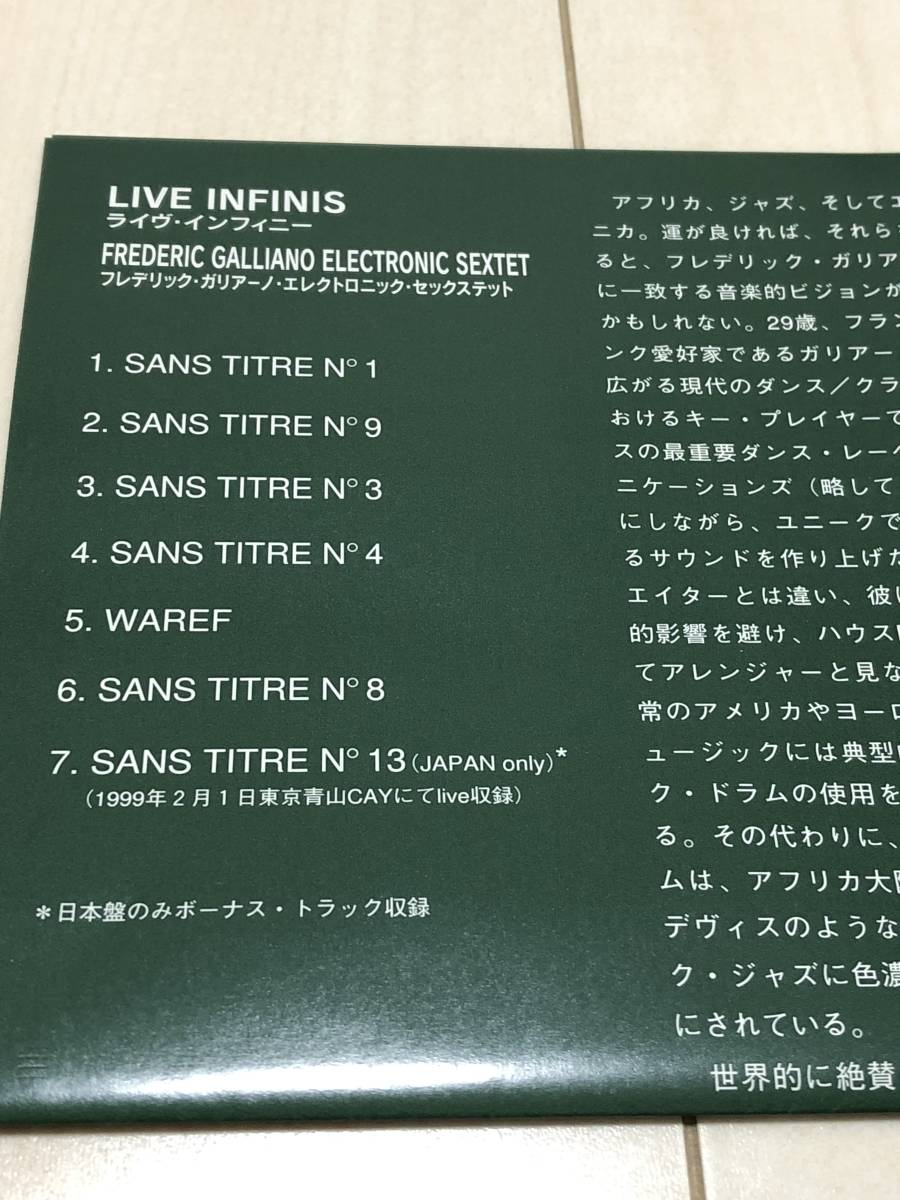 LIVE INFINIS
ライヴ・インフィニー
FREDERIC GALLIANO ELECTRONIC SEXTET
フレデリック・ガリアーノ・エレクトロニック・セックステット
1. SANS TITRE N° 1
2. SANS TITRE N° 9
3. SANS TITRE N° 3
4. SANS TITRE N° 4
5. WAREF
6. SANS TITRE N° 8
7. SANS TITRE N° 13 (JAPAN only)*
(1999年2月1日東京青山CAYにてlive収録)
*日本盤のみボーナス・トラック収録
アフリカ、ジャズ、そしてエ
ニカ。運が良ければ、それら
ると、フレデリック・ガリア
に一致する音楽的ビジョンが
かもしれない。29歳、フラン
ンク愛好家であるガリアー
広がる現代のダンス/クラ
おけるキー・プレイヤーで
スの最重要ダンス・レーベ
ニケーションズ(略して
にしながら、ユニークで
るサウンドを作り上げた
エイターとは違い、彼は
的影響を避け、ハウス
てアレンジャーと見な
常のアメリカやヨーロ
ュージックには典型
ク・ドラムの使用を
る。その代わりに、
ムは、アフリカ大陸
デヴィスのような
ク・ジャズに色濃
にされている。
世界的に絶賛